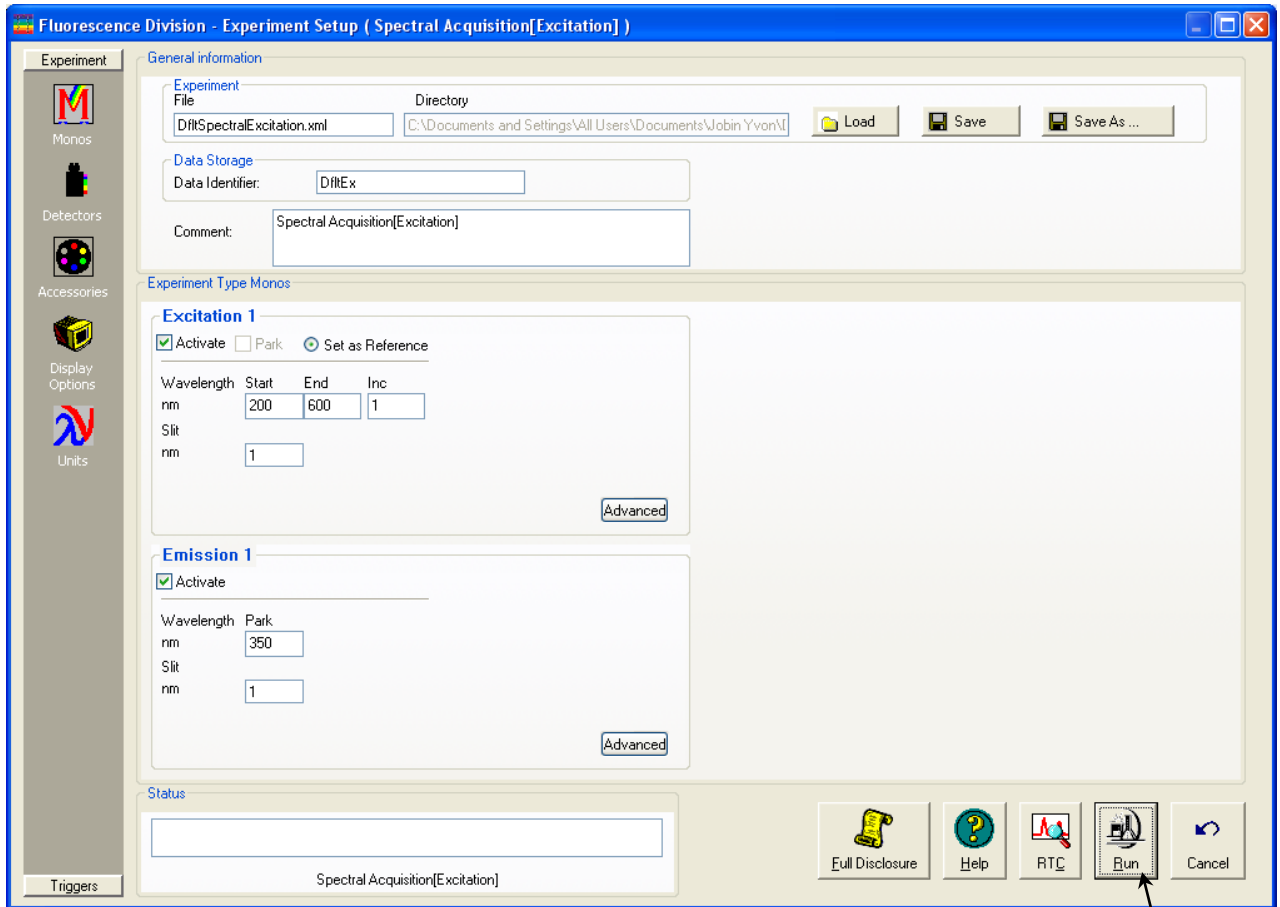 Fluorescence Division - Experiment Setup ( Spectral Acquisition[Excitation] )
Experiment
Monos
Detectors
Accessories
Display
Options
Units
Triggers
General information
Experiment
File Directory
DfltSpectralExcitation.xml C:\Documents and Settings\All Users\Documents\Jobin Yvon\ Load Save Save As ...
Data Storage
Data Identifier: DfltEx
Comment: Spectral Acquisition[Excitation]
Experiment Type Monos
Excitation 1
Activate Park Set as Reference
Wavelength Start End Inc
nm 200 600 1
Slit
nm 1
Advanced
Emission 1
Activate
Wavelength Park
nm 350
Slit
nm 1
Advanced
Status
Spectral Acquisition[Excitation]
Full Disclosure Help RTC Run Cancel